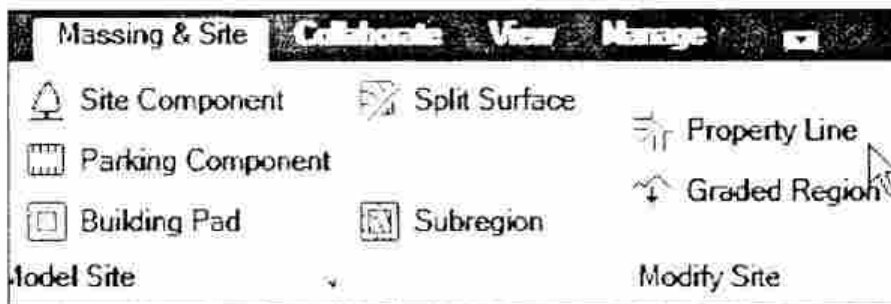 Massing & Site Collaborate View Manage
Site Component Split Surface
Property Line
Parking Component
Graded Region
Building Pad Subregion
Model Site Modify Site